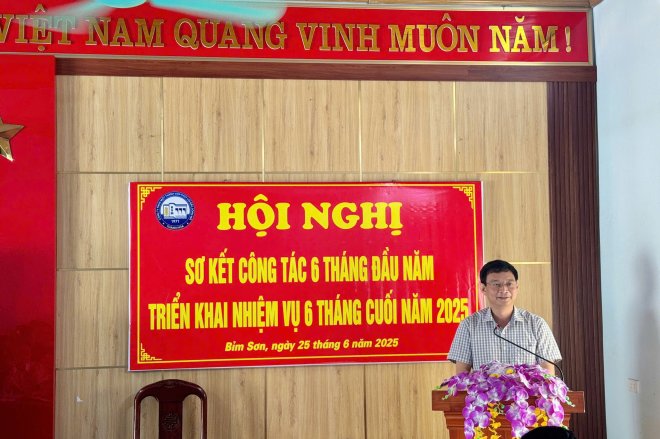 VIỆT NAM QUANG VINH MUÔN NĂM!
HỘI NGHỊ
SƠ KẾT CÔNG TÁC 6 THÁNG ĐẦU NĂM
TRIỂN KHAI NHIỆM VỤ 6 THÁNG CUỐI NĂM 2025
Bỉm Sơn, ngày 25 tháng 6 năm 2025